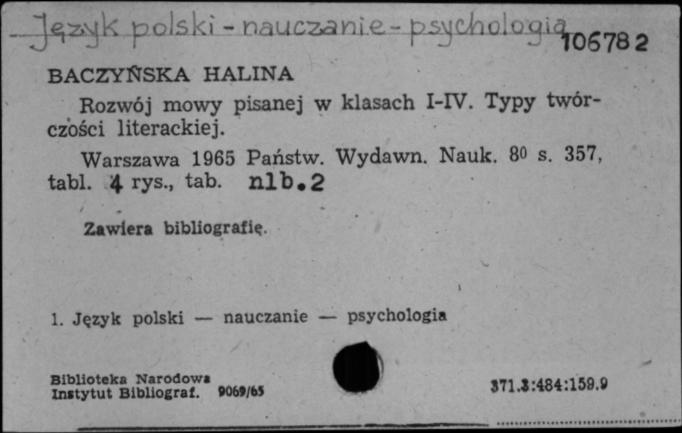 Język polski - nauczanie - psychologia
106782
BACZYŃSKA HALINA
Rozwój mowy pisanej w klasach I-IV. Typy twór-
czości literackiej.
Warszawa 1965 Państw. Wydawn. Nauk. 8⁰ s. 357,
tabl. 4 rys., tab. nlb.2
Zawiera bibliografię.
1. Język polski — nauczanie — psychologia
Biblioteka Narodowa
Instytut Bibliograf. 9069/65
371.3:484:159.9